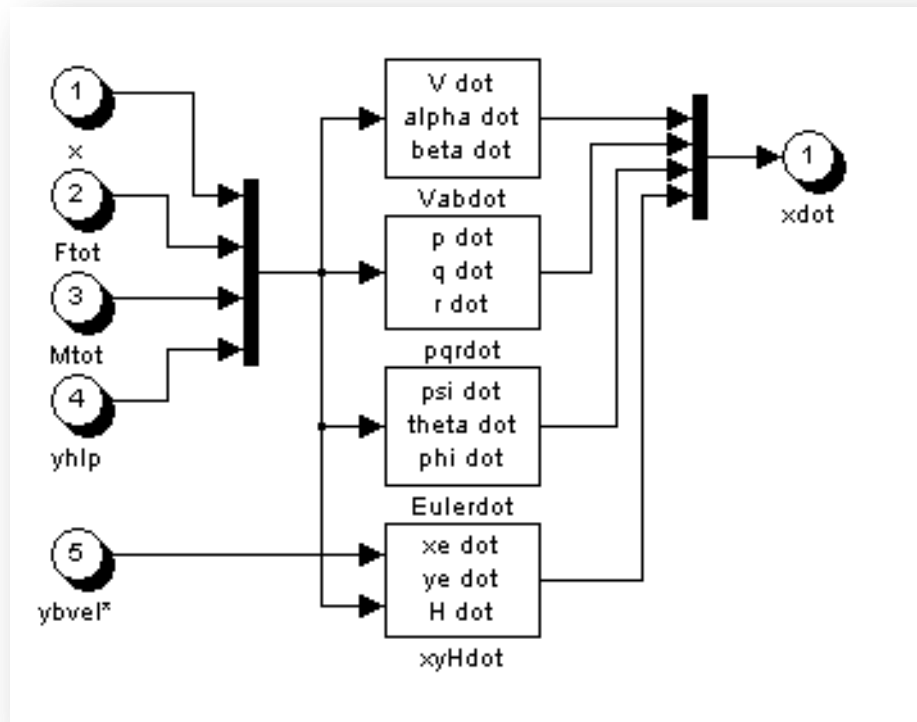 1
x
2
Ftot
3
Mtot
4
yhlp
5
ybvel*
V dot
alpha dot
beta dot
Vabdot
p dot
q dot
r dot
pqrdot
psi dot
theta dot
phi dot
Eulerdot
xe dot
ye dot
H dot
xyHdot
1
xdot